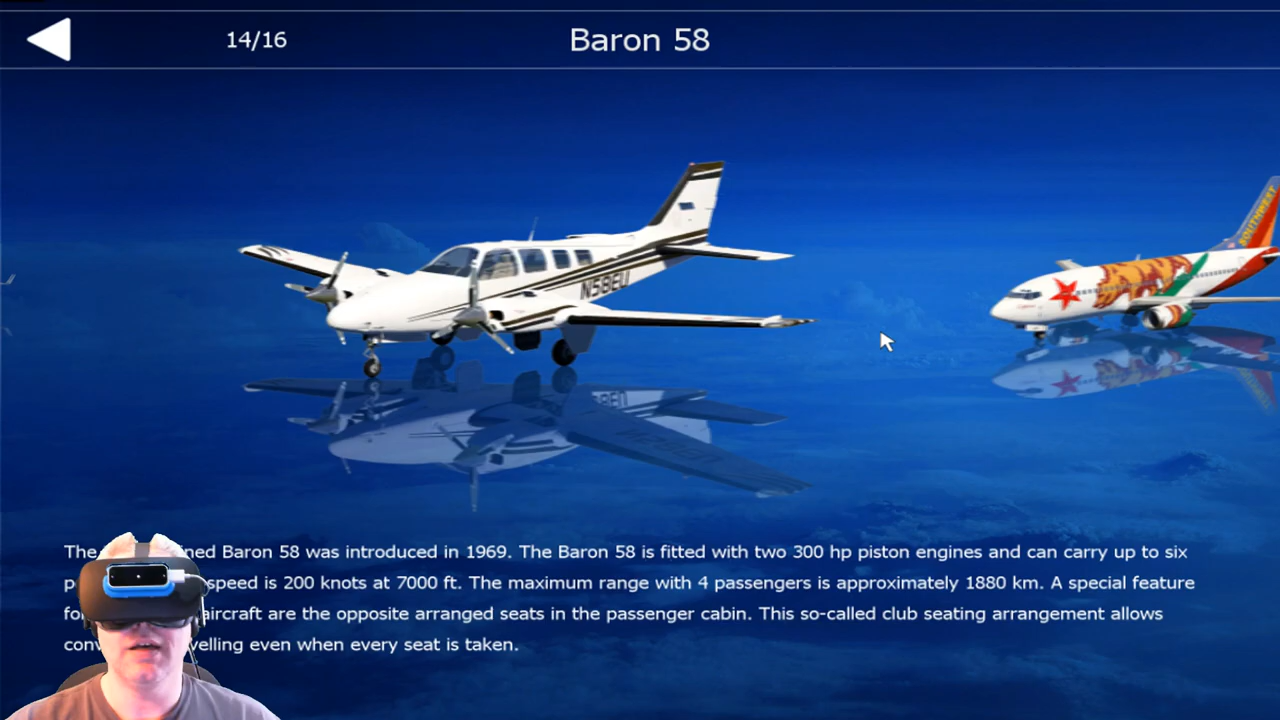 14/16
Baron 58
SOUTHWEST
N58EU
The ned Baron 58 was introduced in 1969. The Baron 58 is fitted with two 300 hp piston engines and can carry up to six
speed is 200 knots at 7000 ft. The maximum range with 4 passengers is approximately 1880 km. A special feature
aircraft are the opposite arranged seats in the passenger cabin. This so-called club seating arrangement allows
velling even when every seat is taken.